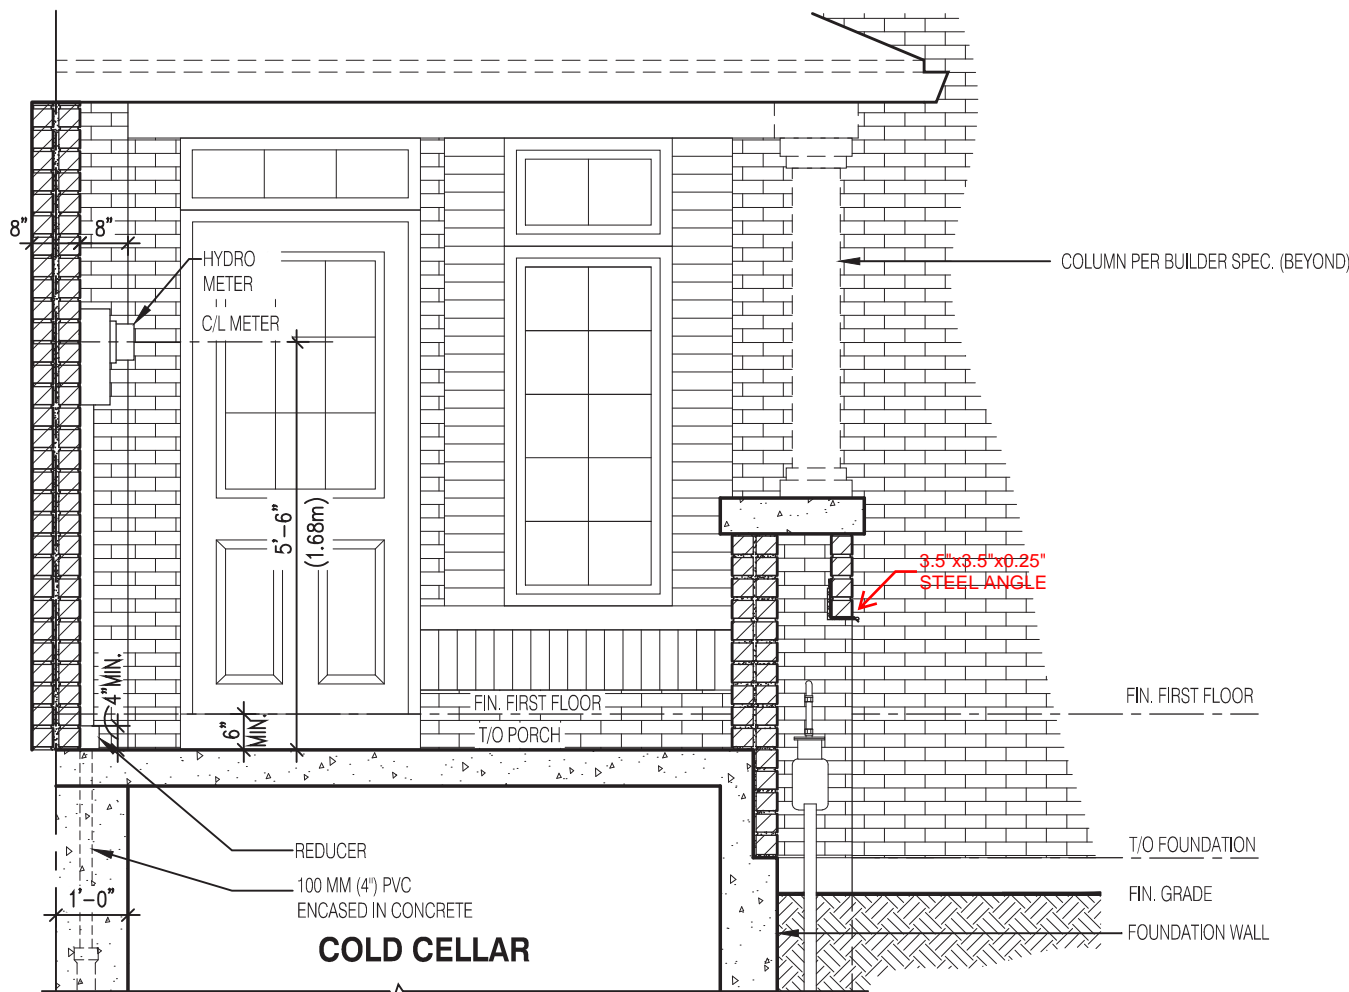 8"
8"
HYDRO
METER
C/L METER
COLUMN PER BUILDER SPEC. (BEYOND)
5'-6"
(1.68m)
3.5"x3.5"x0.25"
STEEL ANGLE
4"MIN.
6"
MIN.
FIN. FIRST FLOOR
T/O PORCH
FIN. FIRST FLOOR
REDUCER
100 MM (4") PVC
ENCASED IN CONCRETE
1'-0"
COLD CELLAR
T/O FOUNDATION
FIN. GRADE
FOUNDATION WALL